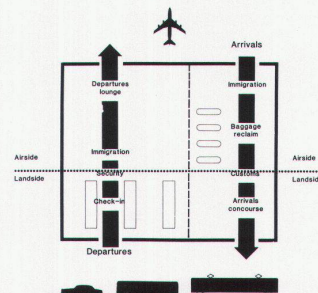 Arrivals
Departures
lounge
Immigration
Baggage
reclaim
Immigration
Airside
Airside
Security
Customs
Landside
Landside
Check-in
Arrivals
concourse
Departures